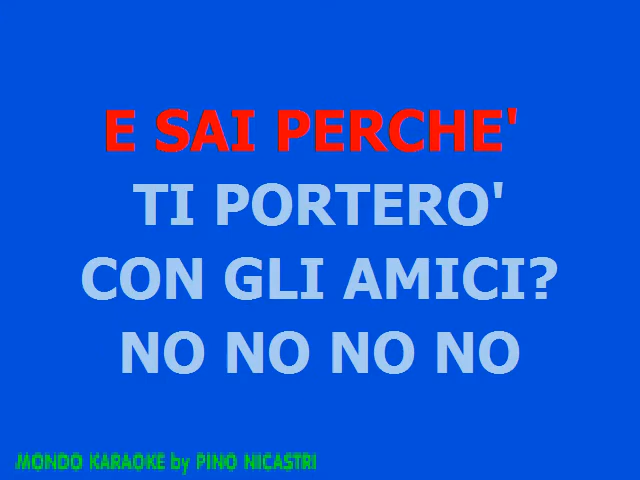 E SAI PERCHE'
TI PORTERO'
CON GLI AMICI?
NO NO NO NO
MONDO KARAOKE by PINO NICASTRI